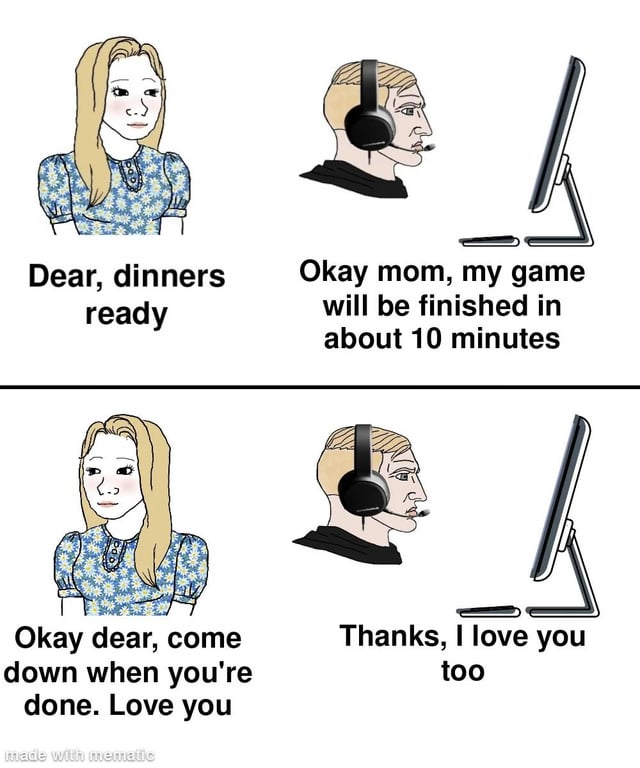 Dear, dinners
ready
Okay mom, my game
will be finished in
about 10 minutes
Okay dear, come
down when you're
done. Love you
Thanks, I love you
too
made with mematic